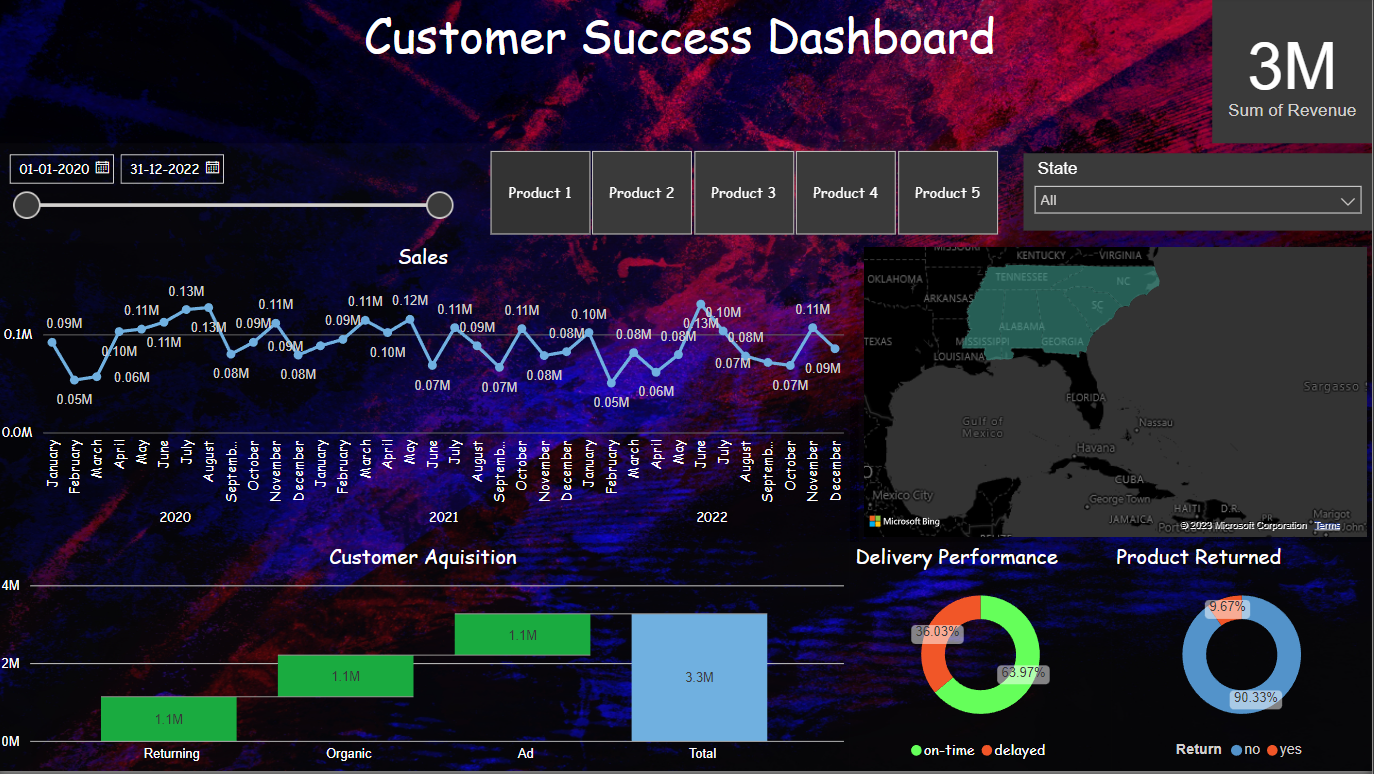 Customer Success Dashboard
3M
Sum of Revenue
01-01-2020
31-12-2022
Product 1
Product 2
Product 3
Product 4
Product 5
State
All
Sales
0.1M
0.0M
0.09M
0.05M
0.06M
0.10M
0.11M
0.11M
0.13M
0.13M
0.08M
0.09M
0.11M
0.08M
0.09M
0.09M
0.11M
0.10M
0.12M
0.07M
0.11M
0.09M
0.07M
0.11M
0.08M
0.08M
0.10M
0.05M
0.08M
0.06M
0.08M
0.13M
0.10M
0.08M
0.07M
0.07M
0.11M
0.09M
January
February
March
April
May
June
July
August
Septemb...
October
November
December
January
February
March
April
May
June
July
August
Septemb...
October
November
December
January
February
March
April
May
June
July
August
Septemb...
October
November
December
2020
2021
2022
MISSOURI
KENTUCKY
VIRGINIA
OKLAHOMA
TENNESSEE
NC
ARKANSAS
SC
ALABAMA
TEXAS
MISSISSIPPI
GEORGIA
LOUISIANA
Sargasso
FLORIDA
Gulf of
Mexico
Nassau
Havana
CUBA
Mexico City
George Town
HAITI
D.R.
PR
JAMAICA
Marigot
Microsoft Bing
© 2023 Microsoft Corporation
Terms
Customer Aquisition
4M
2M
0M
1.1M
1.1M
1.1M
3.3M
Returning
Organic
Ad
Total
Delivery Performance
36.03%
63.97%
on-time
delayed
Product Returned
9.67%
90.33%
Return
no
yes